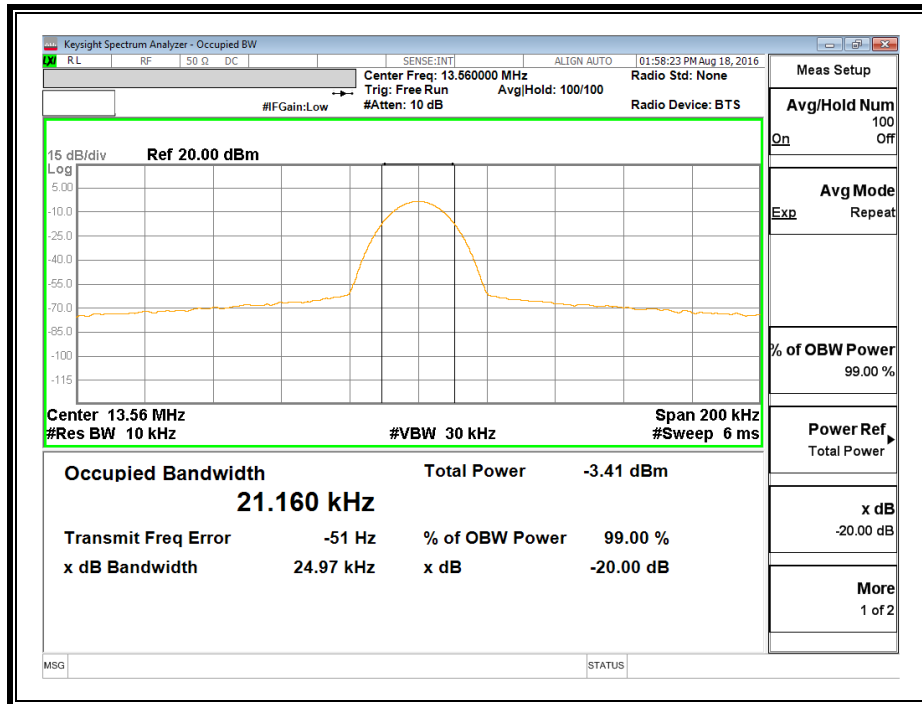 Keysight Spectrum Analyzer - Occupied BW
LXI RL RF 50 Ω DC SENSE:INT ALIGN AUTO 01:58:23 PM Aug 18, 2016
Center Freq: 13.560000 MHz Radio Std: None
Trig: Free Run Avg|Hold: 100/100
#IFGain:Low #Atten: 10 dB Radio Device: BTS
15 dB/div Ref 20.00 dBm
Log
5.00
-10.0
-25.0
-40.0
-55.0
-70.0
-85.0
-100
-115
Center 13.56 MHz Span 200 kHz
#Res BW 10 kHz #VBW 30 kHz #Sweep 6 ms
Occupied Bandwidth Total Power -3.41 dBm
21.160 kHz
Transmit Freq Error -51 Hz % of OBW Power 99.00 %
x dB Bandwidth 24.97 kHz x dB -20.00 dB
MSG STATUS
Meas Setup
Avg/Hold Num
100
On Off
Avg Mode
Exp Repeat
% of OBW Power
99.00 %
Power Ref
Total Power
x dB
-20.00 dB
More
1 of 2